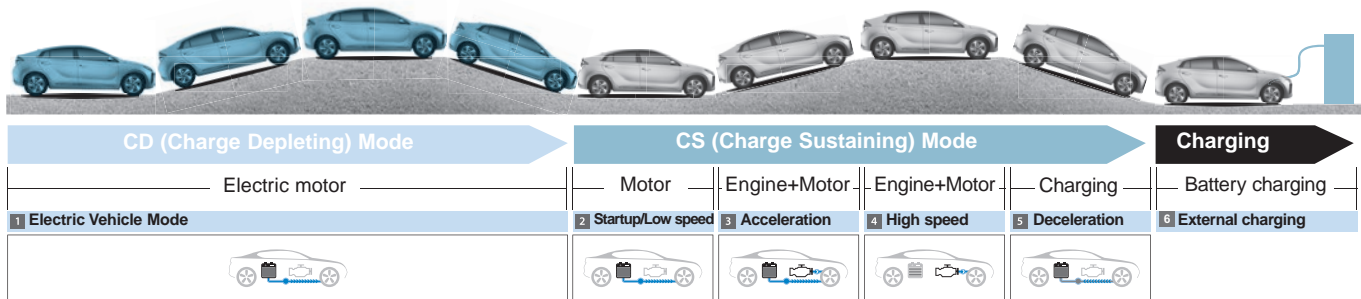 CD (Charge Depleting) Mode
CS (Charge Sustaining) Mode
Charging
Electric motor
Motor
Engine+Motor
Engine+Motor
Charging
Battery charging
1 Electric Vehicle Mode
2 Startup/Low speed
3 Acceleration
4 High speed
5 Deceleration
6 External charging